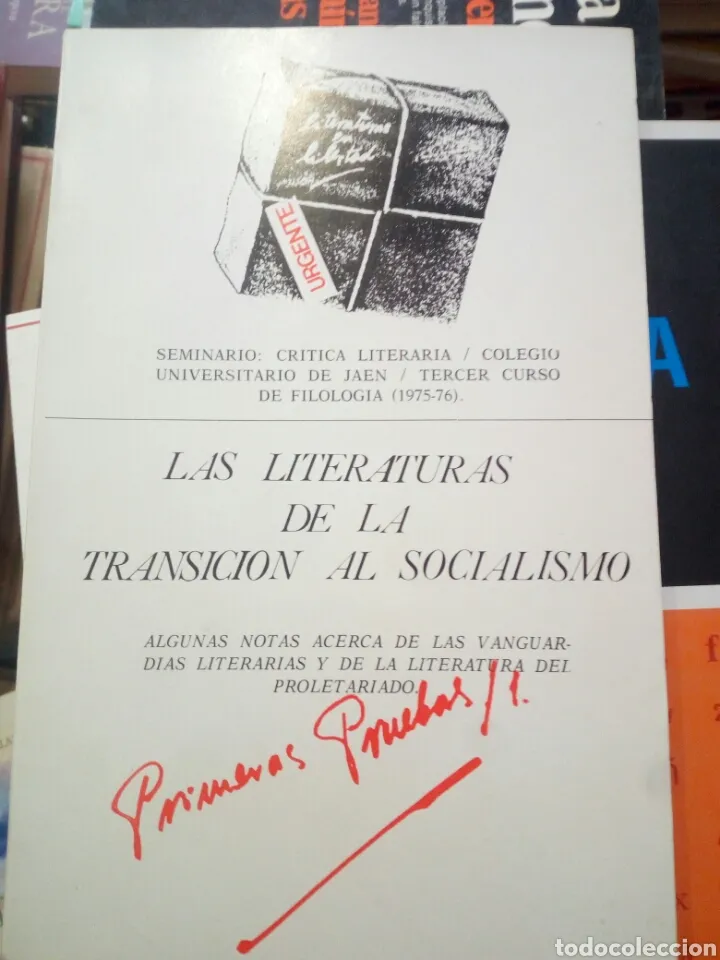 literaturas
libertad
URGENTE
SEMINARIO: CRITICA LITERARIA / COLEGIO
UNIVERSITARIO DE JAEN / TERCER CURSO
DE FILOLOGIA (1975-76).
LAS LITERATURAS
DE LA
TRANSICION AL SOCIALISMO
ALGUNAS NOTAS ACERCA DE LAS VANGUAR-
DIAS LITERARIAS Y DE LA LITERATURA DEL
PROLETARIADO.
Primeras Pruebas/1.
todocoleccion